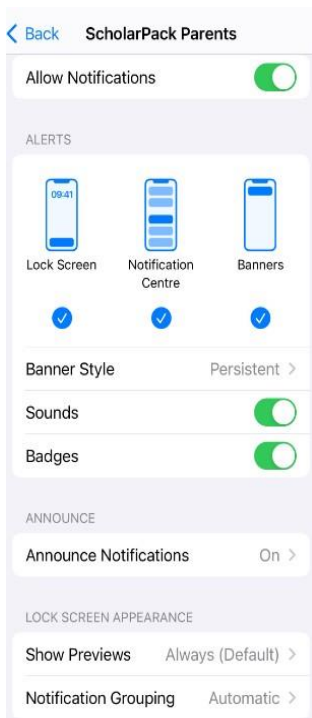 Back ScholarPack Parents
Allow Notifications
ALERTS
09:41
Lock Screen Notification Centre Banners
Banner Style Persistent
Sounds
Badges
ANNOUNCE
Announce Notifications On
LOCK SCREEN APPEARANCE
Show Previews Always (Default)
Notification Grouping Automatic